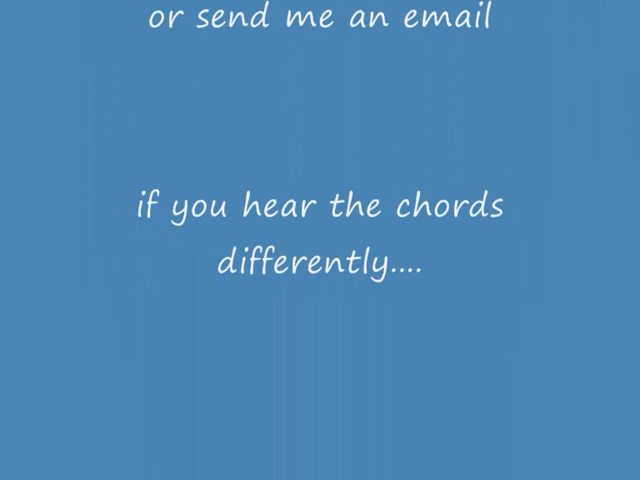 or send me an email
if you hear the chords
differently....